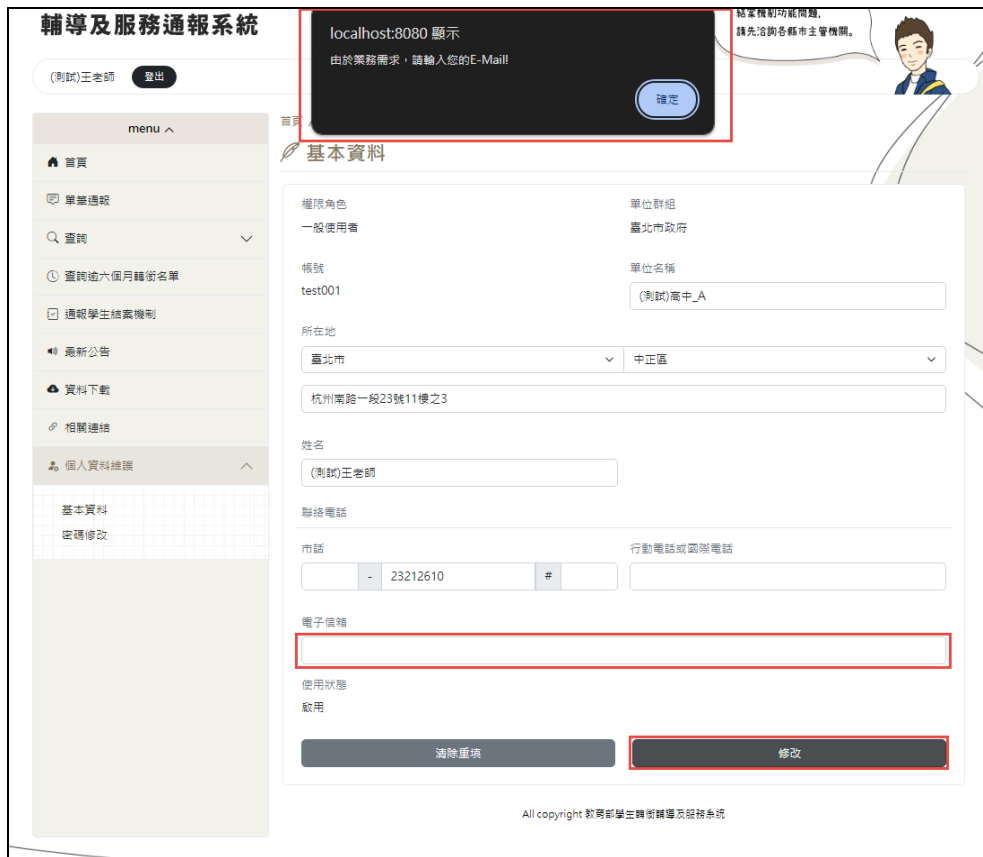 輔導及服務通報系統
localhost:8080 顯示
由於業務需求，請輸入您的E-Mail!
確定
結案機制功能問題,
請先洽詢各縣市主管機關。
(測試)王老師
登出
menu
首頁
單筆通報
查詢
查詢逾六個月轉銜名單
通報學生結案機制
最新公告
資料下載
相關連結
個人資料維護
基本資料
密碼修改
首頁 /
基本資料
權限角色
單位群組
一般使用者
臺北市政府
帳號
單位名稱
test001
(測試)高中_A
所在地
臺北市
中正區
杭州南路一段23號11樓之3
姓名
(測試)王老師
聯絡電話
市話
行動電話或國際電話
- 23212610 #
電子信箱
使用狀態
啟用
清除重填
修改
All copyright 教育部學生轉銜輔導及服務系統